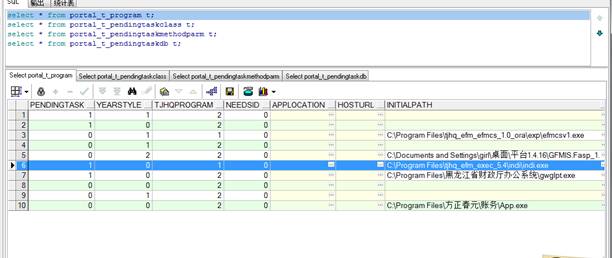 SQL 输出 统计表
select * from portal_t_program t;
select * from portal_t_pendingtaskclass t;
select * from portal_t_pendingtaskmethodparm t;
select * from portal_t_pendingtaskdb t;
Select portal_t_program Select portal_t_pendingtaskclass Select portal_t_pendingtaskmethodparm Select portal_t_pendingtaskdb
PENDINGTASK YEARSTYLE TJHQPROGRAM NEEDSID APPLOCATION HOSTURL INITIALPATH
1 1 1 2 0
2 1 0 2 0
3 0 1 2 0 C:\Program Files\tjhq_efm_efmcs_1.0_ora\exp\efmcsv1.exe
4 0 1 2 0
5 0 2 2 0 C:\Documents and Settings\girl\桌面\平台1.4.16\GFMIS.Fasp_1.
6 1 0 1 0 C:\Program Files\tjhq_efm_exec_5.4\indi\indi.exe
7 1 0 2 0 C:\Program Files\黑龙江省财政厅办公系统\gwglpt.exe
8 0 0 2 0
9 0 1 2 0
10 0 0 2 0 C:\Program Files\方正春元\账务\App.exe